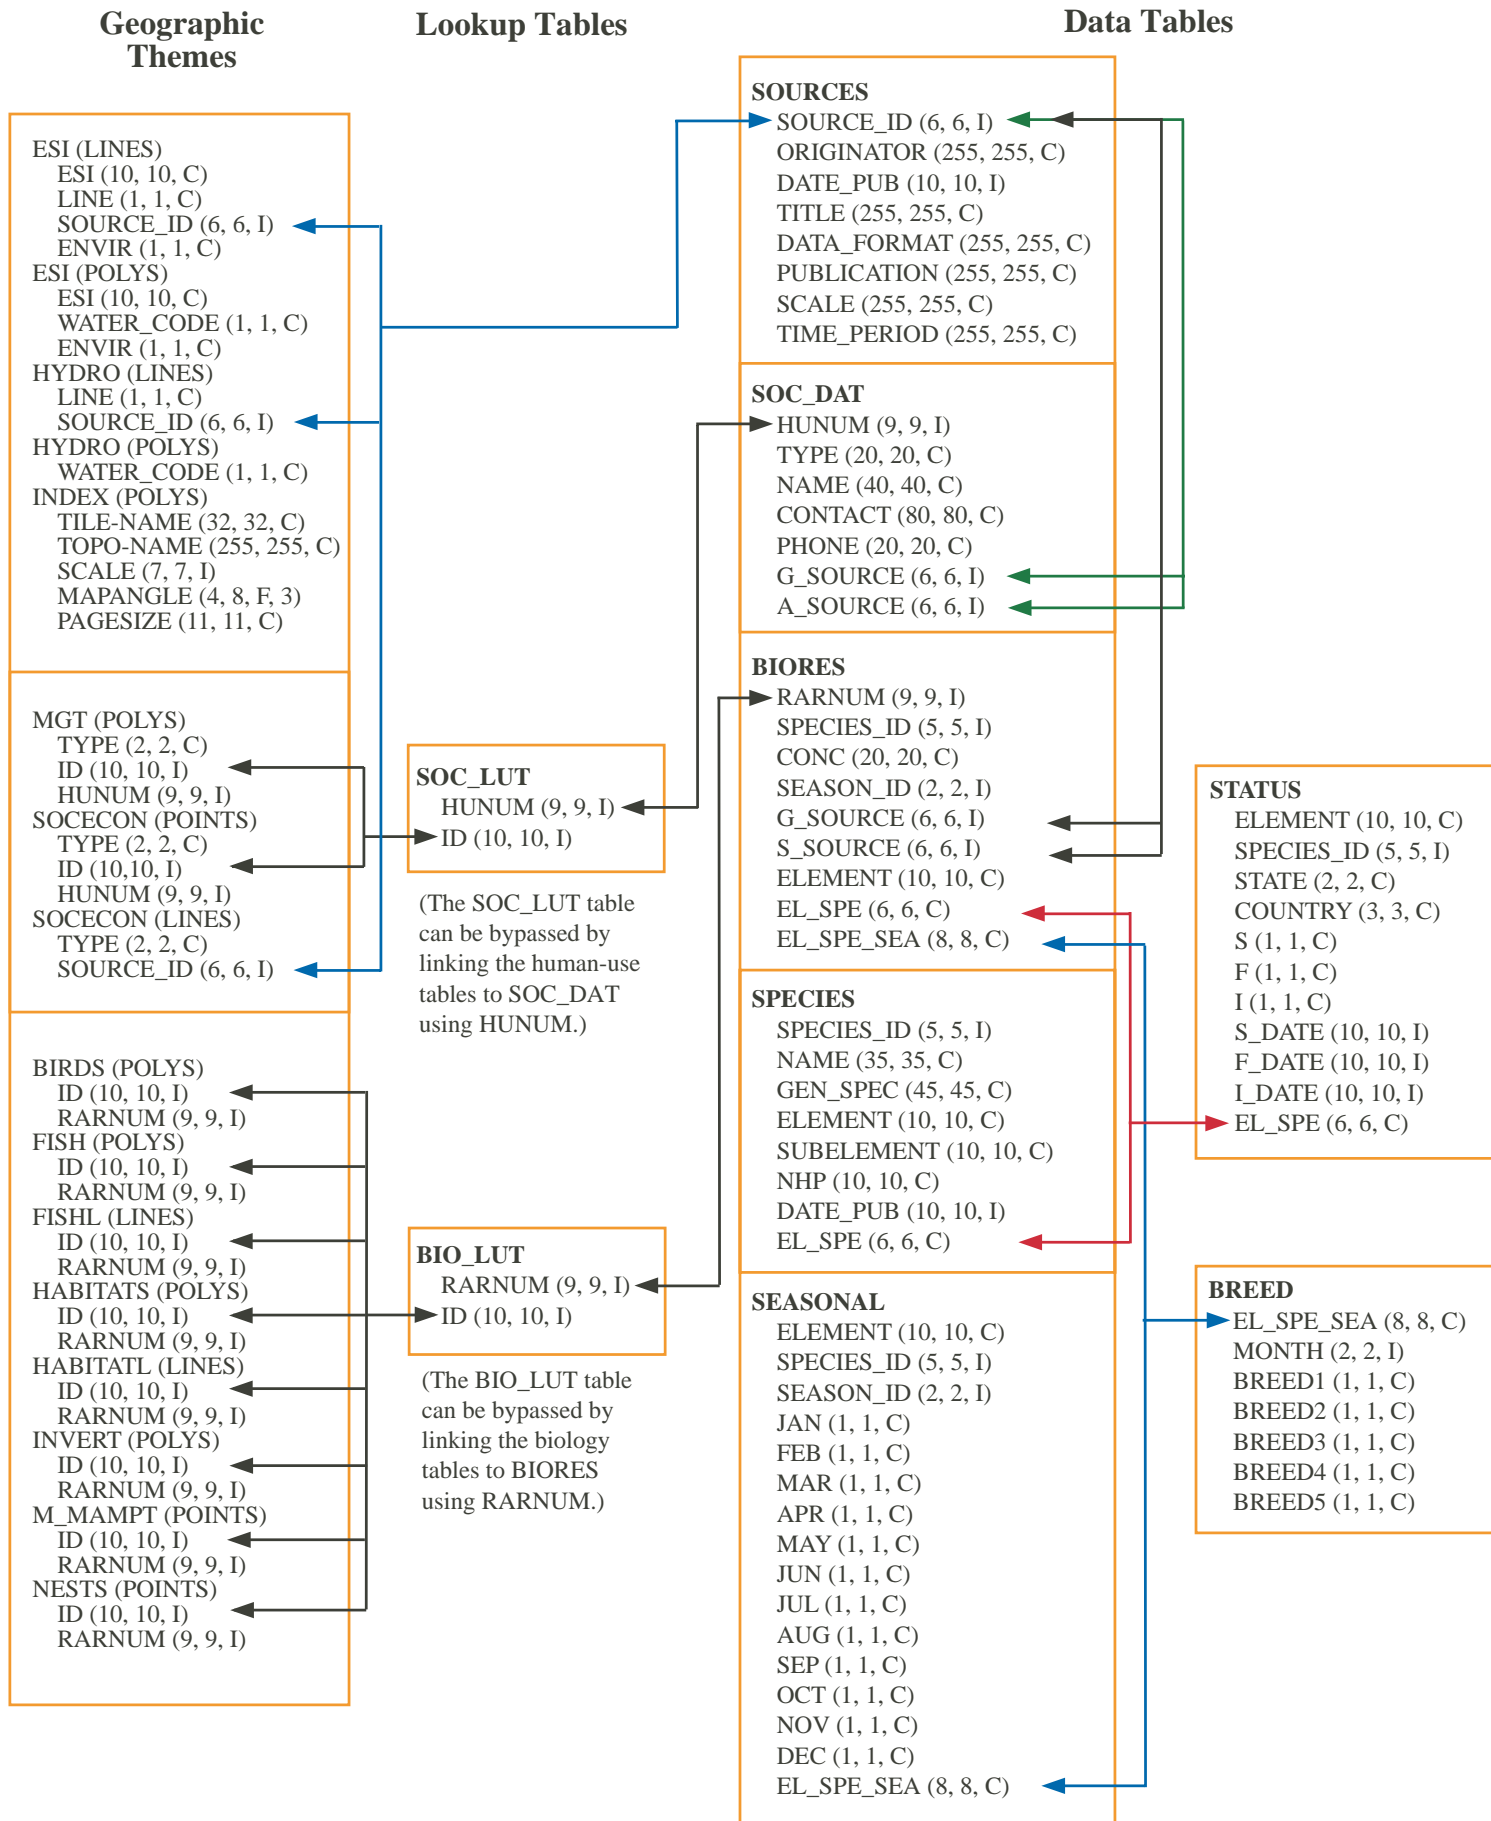 Geographic
Themes
Lookup Tables
Data Tables
ESI (LINES)
ESI (10, 10, C)
LINE (1, 1, C)
SOURCE_ID (6, 6, I)
ENVIR (1, 1, C)
ESI (POLYS)
ESI (10, 10, C)
WATER_CODE (1, 1, C)
ENVIR (1, 1, C)
HYDRO (LINES)
LINE (1, 1, C)
SOURCE_ID (6, 6, I)
HYDRO (POLYS)
WATER_CODE (1, 1, C)
INDEX (POLYS)
TILE-NAME (32, 32, C)
TOPO-NAME (255, 255, C)
SCALE (7, 7, I)
MAPANGLE (4, 8, F, 3)
PAGESIZE (11, 11, C)
MGT (POLYS)
TYPE (2, 2, C)
ID (10, 10, I)
HUNUM (9, 9, I)
SOCECON (POINTS)
TYPE (2, 2, C)
ID (10,10, I)
HUNUM (9, 9, I)
SOCECON (LINES)
TYPE (2, 2, C)
SOURCE_ID (6, 6, I)
BIRDS (POLYS)
ID (10, 10, I)
RARNUM (9, 9, I)
FISH (POLYS)
ID (10, 10, I)
RARNUM (9, 9, I)
FISHL (LINES)
ID (10, 10, I)
RARNUM (9, 9, I)
HABITATS (POLYS)
ID (10, 10, I)
RARNUM (9, 9, I)
HABITATL (LINES)
ID (10, 10, I)
RARNUM (9, 9, I)
INVERT (POLYS)
ID (10, 10, I)
RARNUM (9, 9, I)
M_MAMPT (POINTS)
ID (10, 10, I)
RARNUM (9, 9, I)
NESTS (POINTS)
ID (10, 10, I)
RARNUM (9, 9, I)
SOC_LUT
HUNUM (9, 9, I)
ID (10, 10, I)
(The SOC_LUT table
can be bypassed by
linking the human-use
tables to SOC_DAT
using HUNUM.)
BIO_LUT
RARNUM (9, 9, I)
ID (10, 10, I)
(The BIO_LUT table
can be bypassed by
linking the biology
tables to BIORES
using RARNUM.)
SOURCES
SOURCE_ID (6, 6, I)
ORIGINATOR (255, 255, C)
DATE_PUB (10, 10, I)
TITLE (255, 255, C)
DATA_FORMAT (255, 255, C)
PUBLICATION (255, 255, C)
SCALE (255, 255, C)
TIME_PERIOD (255, 255, C)
SOC_DAT
HUNUM (9, 9, I)
TYPE (20, 20, C)
NAME (40, 40, C)
CONTACT (80, 80, C)
PHONE (20, 20, C)
G_SOURCE (6, 6, I)
A_SOURCE (6, 6, I)
BIORES
RARNUM (9, 9, I)
SPECIES_ID (5, 5, I)
CONC (20, 20, C)
SEASON_ID (2, 2, I)
G_SOURCE (6, 6, I)
S_SOURCE (6, 6, I)
ELEMENT (10, 10, C)
EL_SPE (6, 6, C)
EL_SPE_SEA (8, 8, C)
SPECIES
SPECIES_ID (5, 5, I)
NAME (35, 35, C)
GEN_SPEC (45, 45, C)
ELEMENT (10, 10, C)
SUBELEMENT (10, 10, C)
NHP (10, 10, C)
DATE_PUB (10, 10, I)
EL_SPE (6, 6, C)
SEASONAL
ELEMENT (10, 10, C)
SPECIES_ID (5, 5, I)
SEASON_ID (2, 2, I)
JAN (1, 1, C)
FEB (1, 1, C)
MAR (1, 1, C)
APR (1, 1, C)
MAY (1, 1, C)
JUN (1, 1, C)
JUL (1, 1, C)
AUG (1, 1, C)
SEP (1, 1, C)
OCT (1, 1, C)
NOV (1, 1, C)
DEC (1, 1, C)
EL_SPE_SEA (8, 8, C)
STATUS
ELEMENT (10, 10, C)
SPECIES_ID (5, 5, I)
STATE (2, 2, C)
COUNTRY (3, 3, C)
S (1, 1, C)
F (1, 1, C)
I (1, 1, C)
S_DATE (10, 10, I)
F_DATE (10, 10, I)
I_DATE (10, 10, I)
EL_SPE (6, 6, C)
BREED
EL_SPE_SEA (8, 8, C)
MONTH (2, 2, I)
BREED1 (1, 1, C)
BREED2 (1, 1, C)
BREED3 (1, 1, C)
BREED4 (1, 1, C)
BREED5 (1, 1, C)